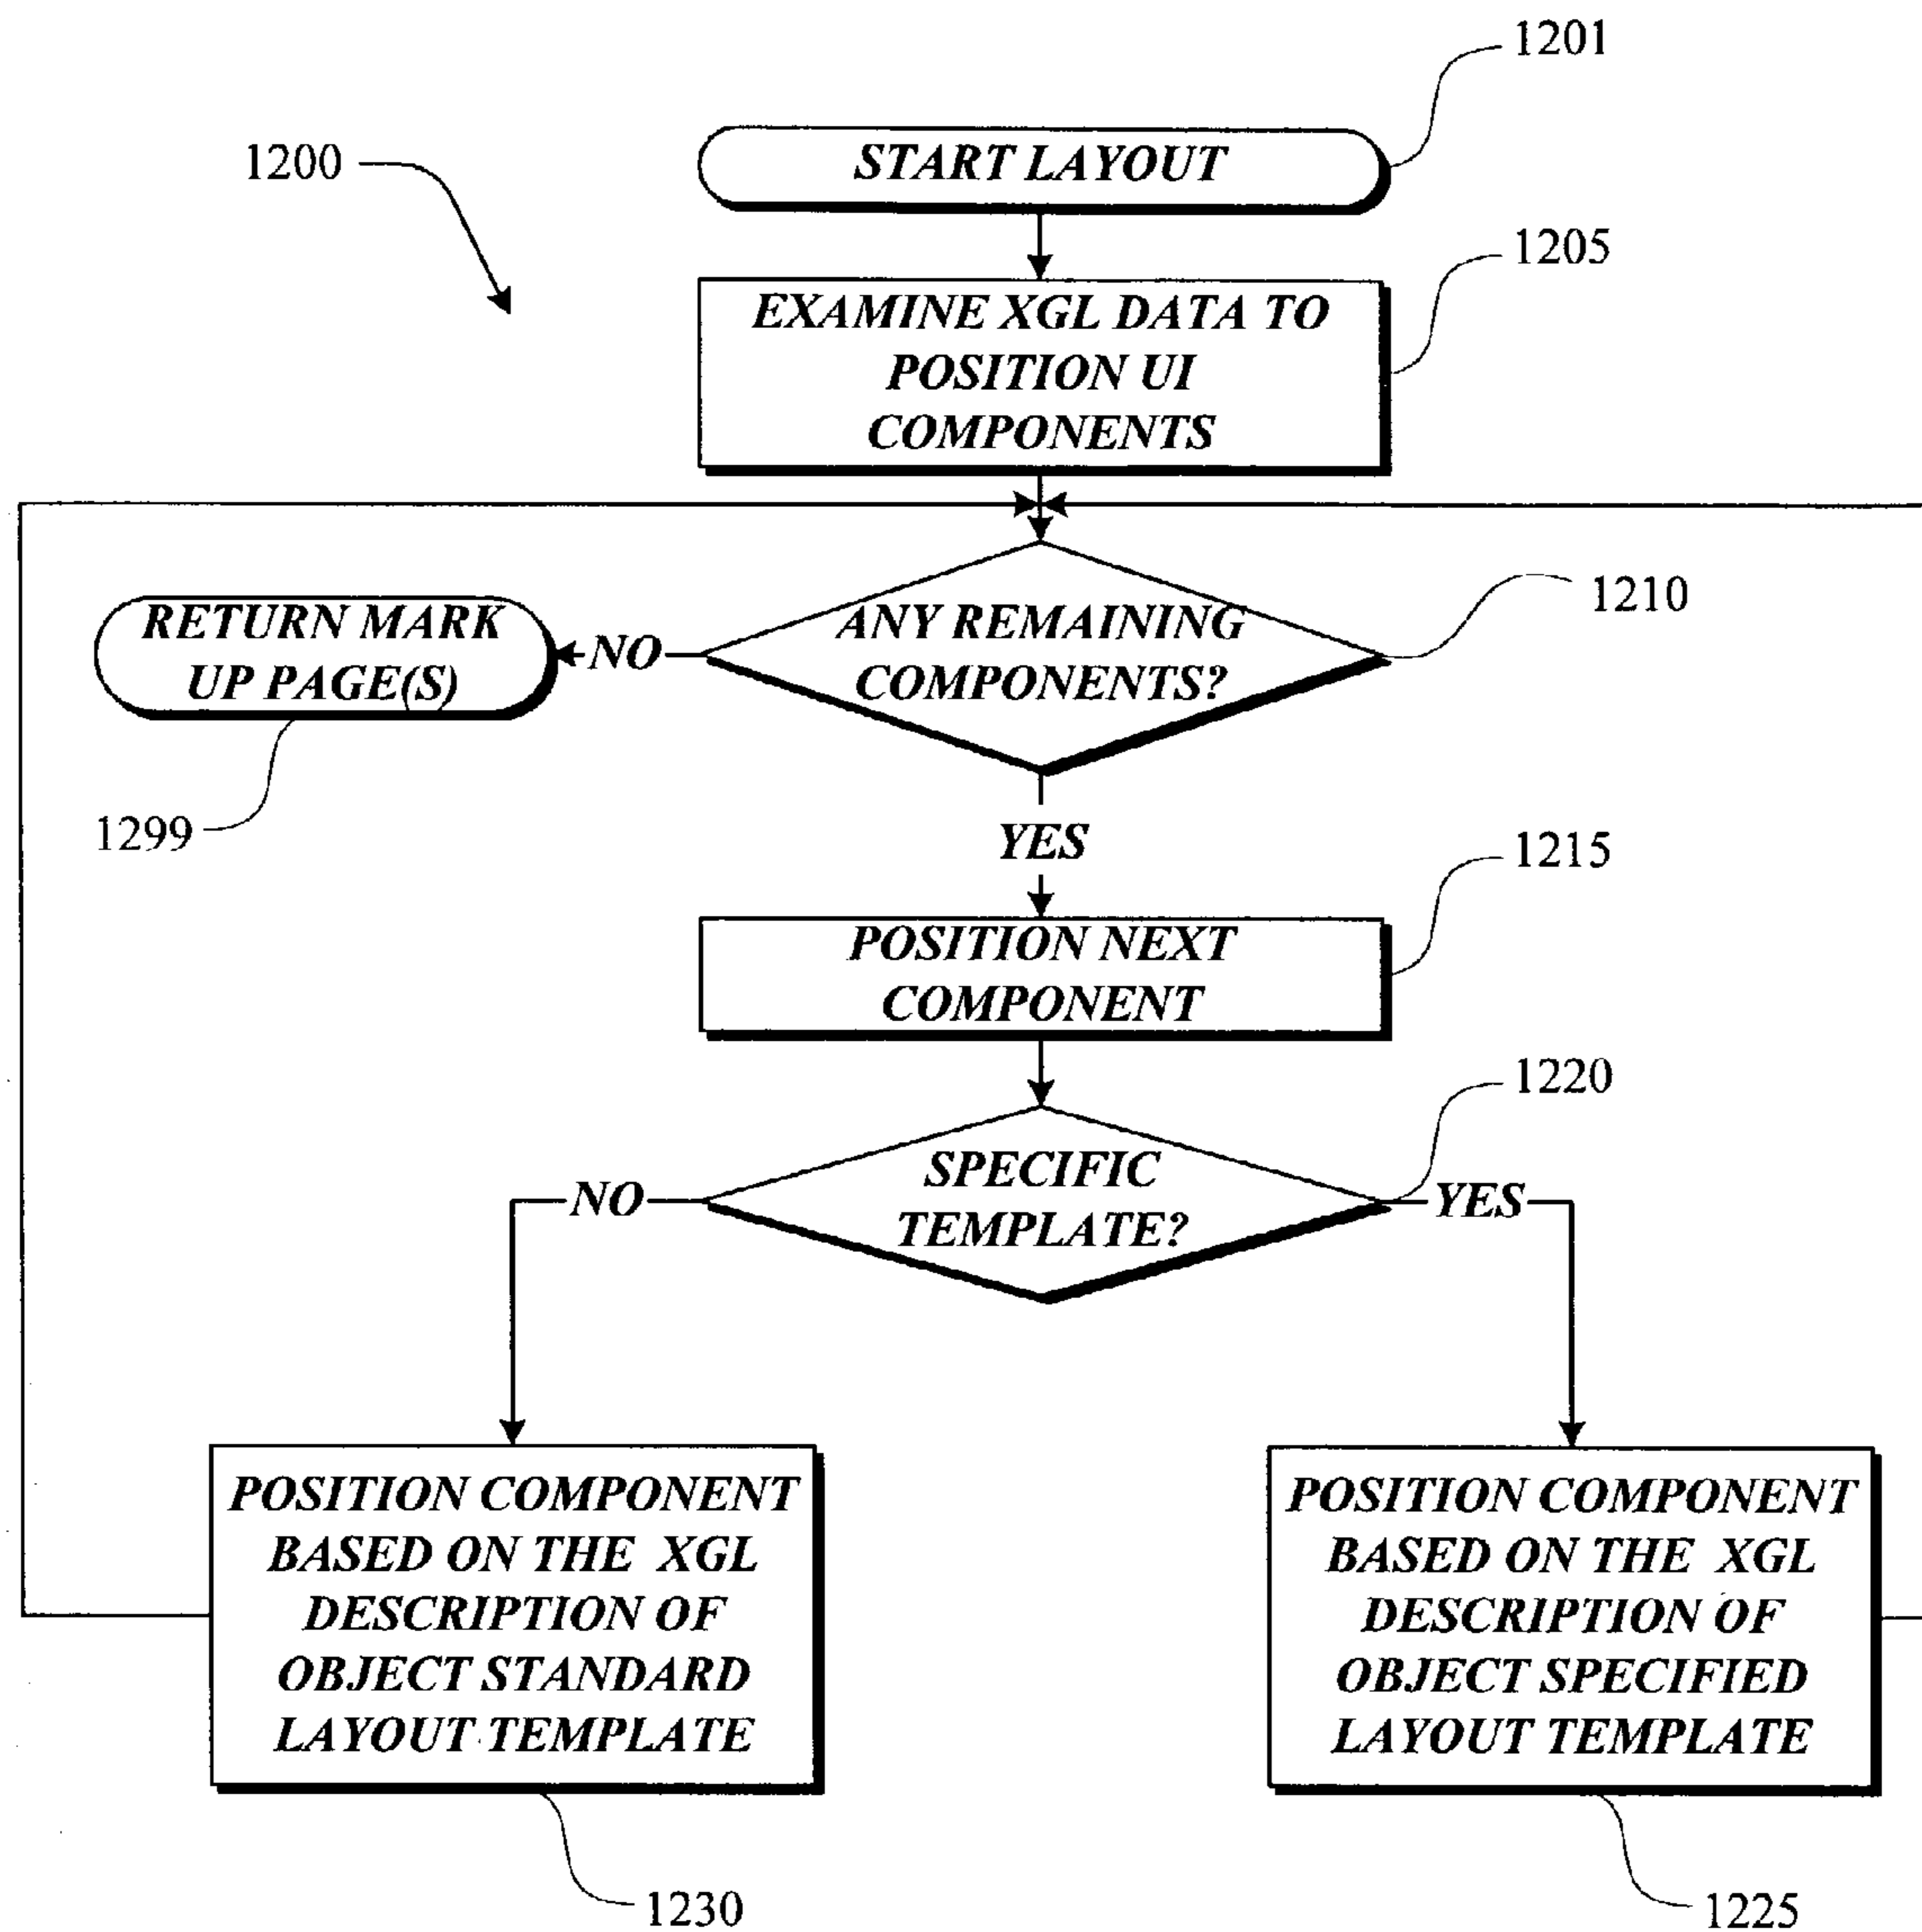 1201
1200
START LAYOUT
1205
EXAMINE XGL DATA TO
POSITION UI
COMPONENTS
1210
ANY REMAINING
COMPONENTS?
NO
RETURN MARK
UP PAGE(S)
1299
YES
1215
POSITION NEXT
COMPONENT
1220
SPECIFIC
TEMPLATE?
NO
YES
POSITION COMPONENT
BASED ON THE XGL
DESCRIPTION OF
OBJECT STANDARD
LAYOUT TEMPLATE
POSITION COMPONENT
BASED ON THE XGL
DESCRIPTION OF
OBJECT SPECIFIED
LAYOUT TEMPLATE
1230
1225